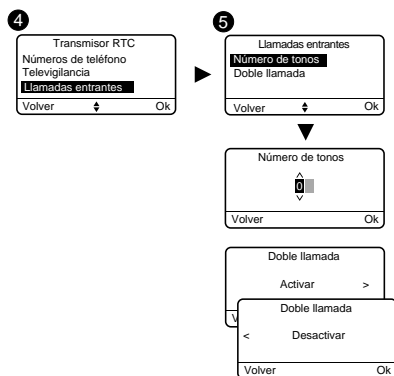 4
Transmisor RTC
Números de teléfono
Televigilancia
Llamadas entrantes
Volver Ok
5
Llamadas entrantes
Número de tonos
Doble llamada
Volver Ok
Número de tonos
0
Volver Ok
Doble llamada
Activar >
V
Doble llamada
< Desactivar
Volver Ok